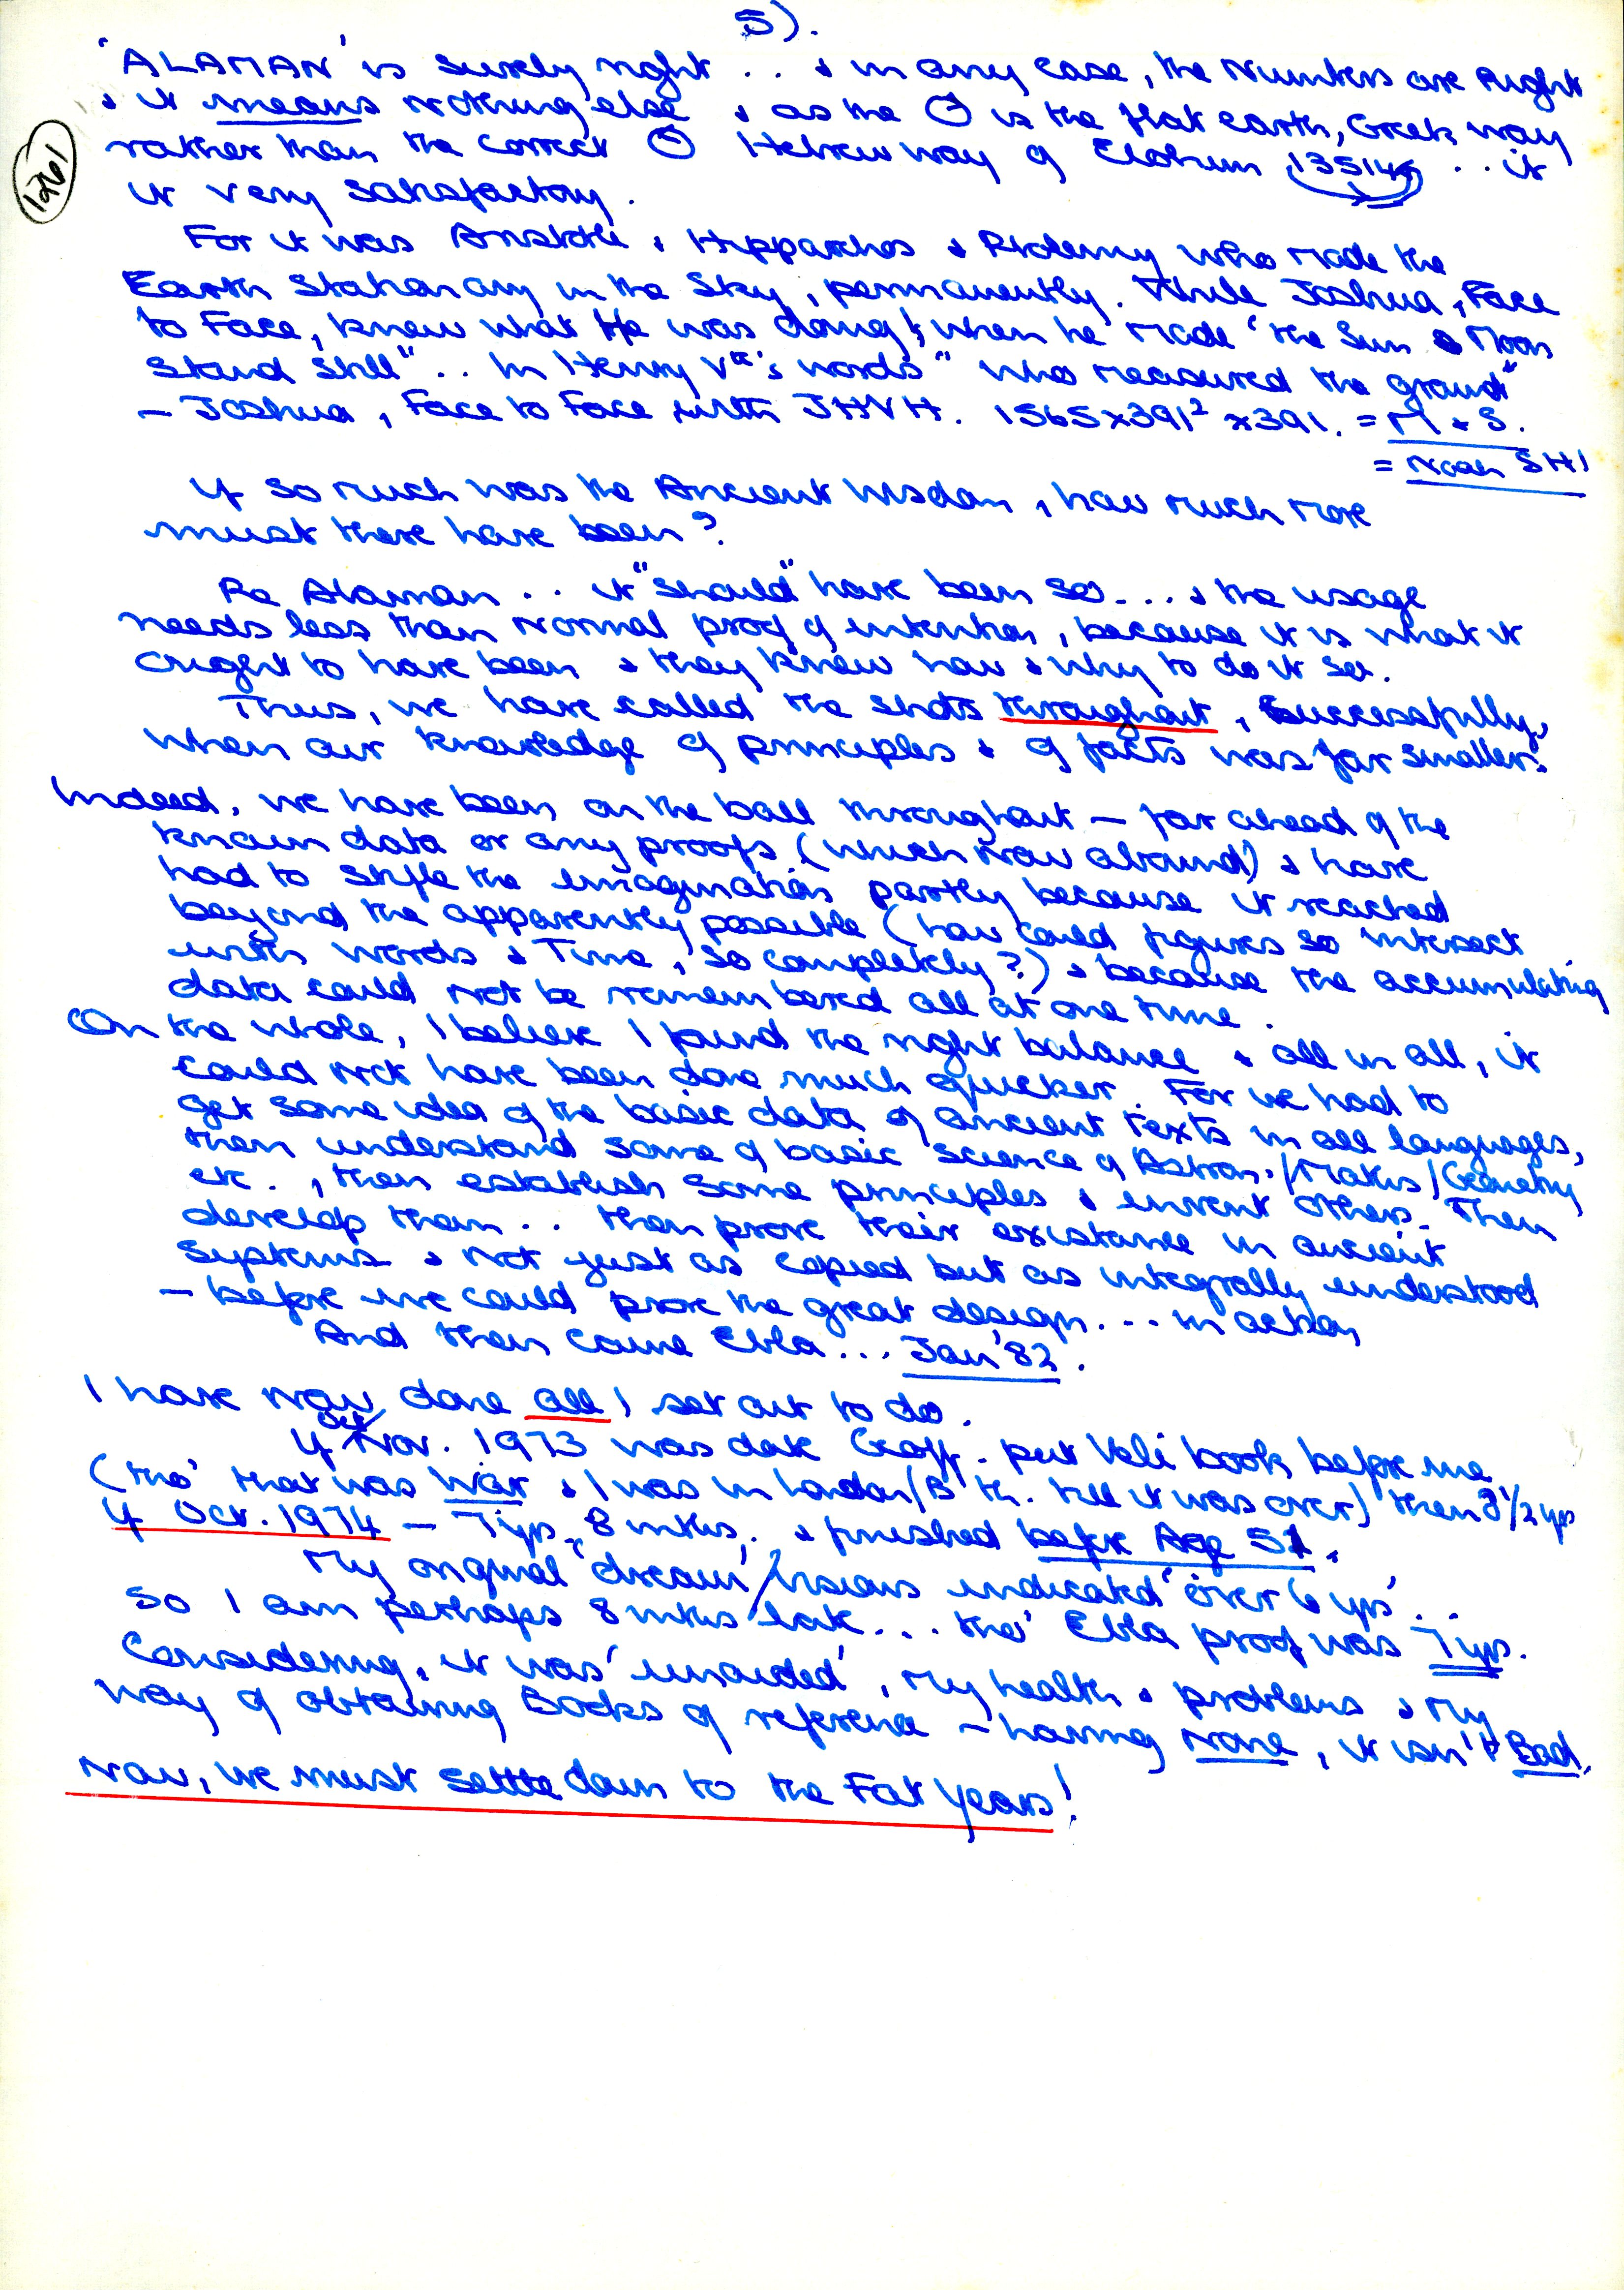 5).
'ALAMAN' is surely right .. & in any case, the Numbers are Right
& it means nothing else & as the O is the flat earth, Greek way
rather than the correct O Hebrew way of Elohim 13514 .. it
is very satisfactory.
1261
For it was Aristotle, Hipparchos & Ptolemy who made the
Earth Stationary in the Sky, permanently. While Joshua, Face
to Face, knew what He was doing! when he made 'the Sun & Moon
Stand Still" .. In Henry Vth's words "who measured the ground"
- Joshua, Face to Face with JHVH. 1565x391² x391. = M & S.
= Noah SH!
If so much was the Ancient Wisdom, how much more
must there have been?
Re Alaman .. it "should" have been so .... & the usage
needs less than normal proof of intention, because it is what it
ought to have been & they knew how & why to do it so.
Thus, we have called the shots throughout, Successfully,
when our knowledge of principles & of facts was far smaller.
Indeed, we have been on the ball throughout - far ahead of the
known data or any proofs (which now abound) & have
had to stifle the imagination partly because it reached
beyond the apparently possible (how could figures so intersect
with words & Time, so completely?) & because the accumulating
data could not be remembered all at one time.
On the whole, I believe I found the right balance & all in all, it
could not have been done much quicker. For we had to
get some idea of the basic data of ancient texts in all languages,
then understand some of basic science of Astron./Maths/Geometry
etc., then establish some principles & invent others. Then
develop them .. then prove their existance in ancient
Systems & not just as copied but as integrally understood
- before we could prove the great design... in action
And then came Ebla... Jan '82.
I have now done all I set out to do.
Oct/
If Nov. 1973 was date Geoff. put Veli book before me
(tho' that was War & I was in London/B'th. till it was over) then 8 1/2 yrs
If Oct. 1974 - 7 yrs, 8 mths. & finished before Age 51.
My original 'dream'/visions indicated 'over 6 yrs' ..
So I am perhaps 8 mths late... tho' Ebla proof was 7 yrs.
Considering, it was 'unaided', my health & problems & my
way of obtaining Books of reference - having None, it isn't Bad.
Now, we must settle down to the Fat Years!